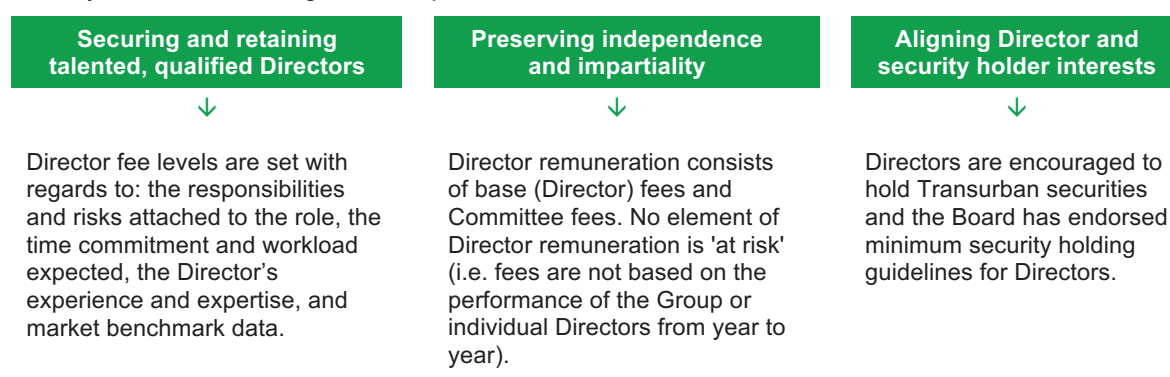 Securing and retaining
talented, qualified Directors
Director fee levels are set with
regards to: the responsibilities
and risks attached to the role, the
time commitment and workload
expected, the Director’s
experience and expertise, and
market benchmark data.
Preserving independence
and impartiality
Director remuneration consists
of base (Director) fees and
Committee fees. No element of
Director remuneration is 'at risk'
(i.e. fees are not based on the
performance of the Group or
individual Directors from year to
year).
Aligning Director and
security holder interests
Directors are encouraged to
hold Transurban securities
and the Board has endorsed
minimum security holding
guidelines for Directors.